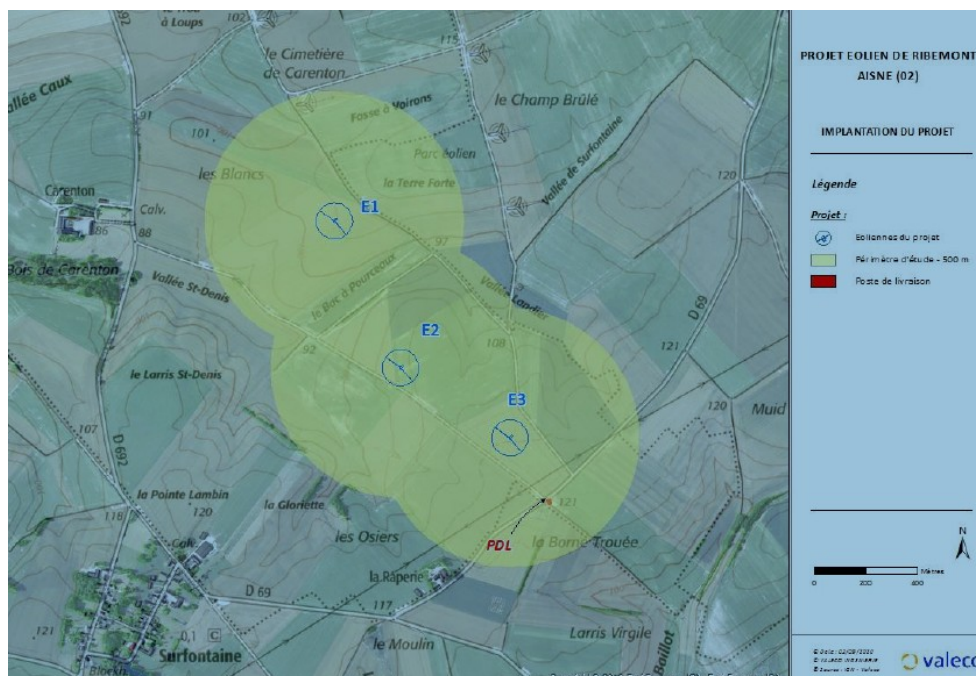 à Loups
102
D 692
le Cimetière
de Carenton
115
Vallée Caux
91
101
Fosse à Voirons
le Champ Brûlé
Parc éolien
la Terre Forte
les Blancs
Vallée de Surfontaine
120
Carenton
Calv.
86
88
E1
97
Bois de Carenton
Vallée St-Denis
le Bac à Pourceaux
D 69
E2
92
108
121
le Larris St-Denis
E3
120
Muid
107
D 692
la Pointe Lambin
120
118
la Gloriette
121
les Osiers
PDL
la Borne Trouée
Calv.
la Râperie
D 69
117
le Moulin
Larris Virgile
Baillot
121
0,1
C
Surfontaine
PROJET EOLIEN DE RIBEMONT
AISNE (02)
IMPLANTATION DU PROJET
Légende
Projet :
Eoliennes du projet
Périmètre d'étude - 500 m
Poste de livraison
N
Mètres
0 200 400
valeco